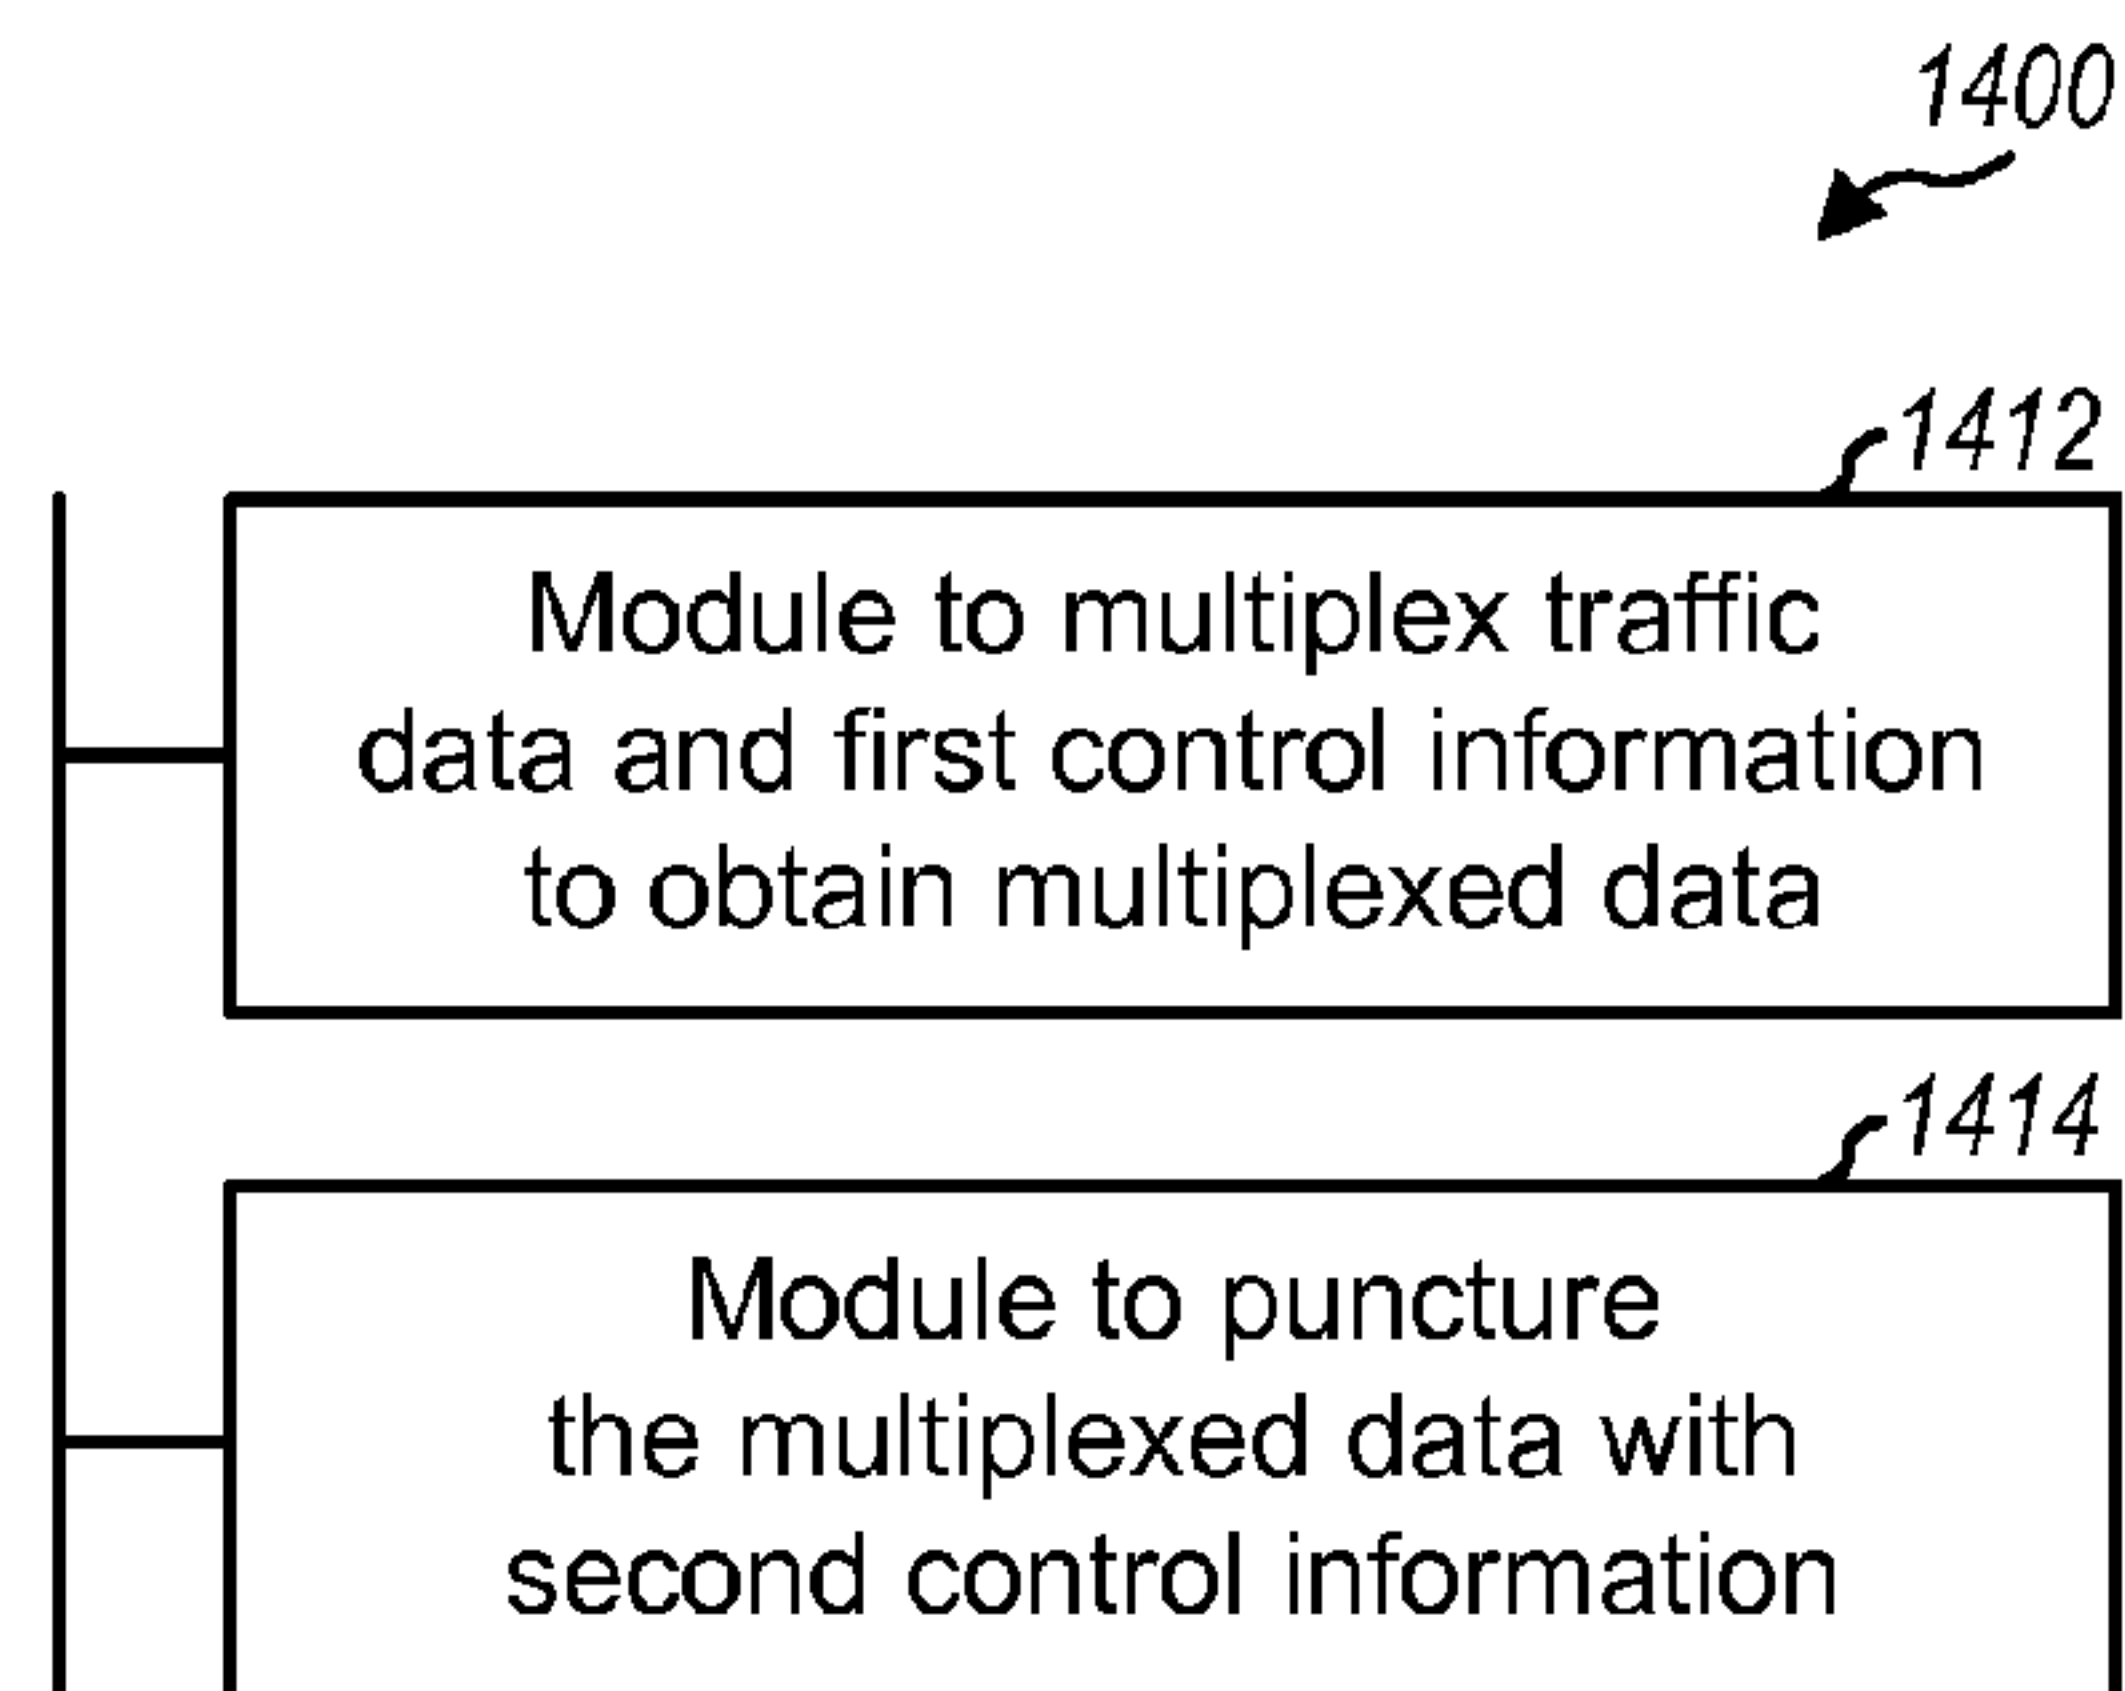 1400
1412
Module to multiplex traffic
data and first control information
to obtain multiplexed data
1414
Module to puncture
the multiplexed data with
second control information